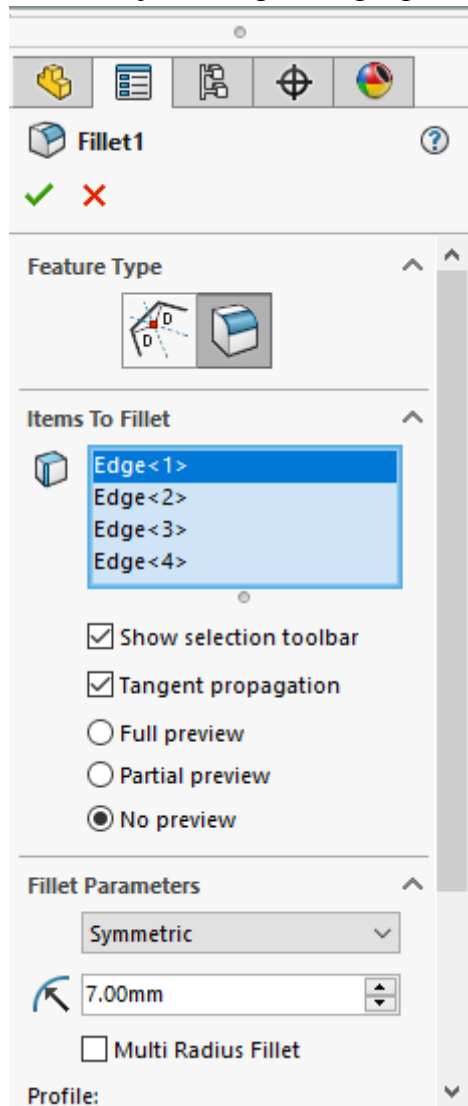 Fillet1
Feature Type
D
D
Items To Fillet
Edge<1>
Edge<2>
Edge<3>
Edge<4>
Show selection toolbar
Tangent propagation
Full preview
Partial preview
No preview
Fillet Parameters
Symmetric
7.00mm
Multi Radius Fillet
Profile: